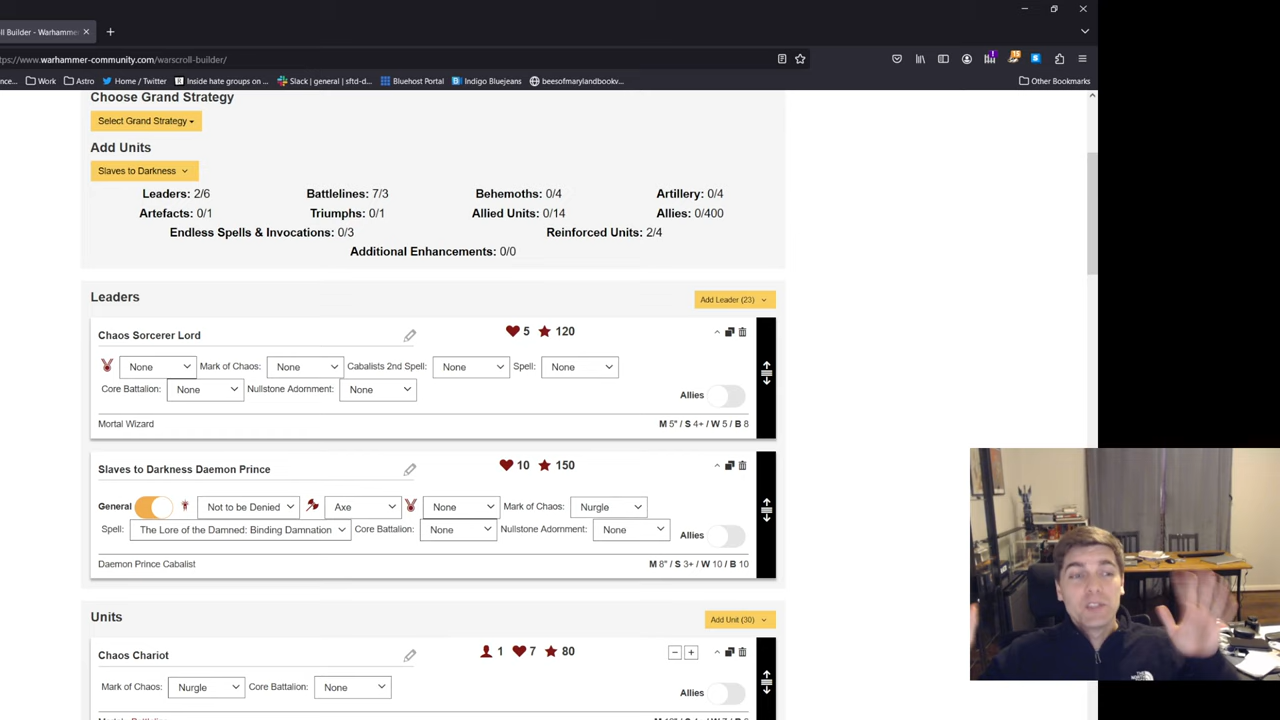 ll Builder - Warhamme
ttps://www.warhammer-community.com/warscroll-builder/
nce... Work Astro Home / Twitter Inside hate groups on ... Slack | general | sftd-d... Bluehost Portal Indigo Bluejeans beesofmarylandbookv... Other Bookmarks
Choose Grand Strategy
Select Grand Strategy
Add Units
Slaves to Darkness
Leaders: 2/6 Battlelines: 7/3 Behemoths: 0/4 Artillery: 0/4
Artefacts: 0/1 Triumphs: 0/1 Allied Units: 0/14 Allies: 0/400
Endless Spells & Invocations: 0/3 Reinforced Units: 2/4
Additional Enhancements: 0/0
Leaders Add Leader (23)
Chaos Sorcerer Lord 5 120
None Mark of Chaos: None Cabalists 2nd Spell: None Spell: None
Core Battalion: None Nullstone Adornment: None Allies
Mortal Wizard M 5" / S 4+ / W 5 / B 8
Slaves to Darkness Daemon Prince 10 150
General Not to be Denied Axe None Mark of Chaos: Nurgle
Spell: The Lore of the Damned: Binding Damnation Core Battalion: None Nullstone Adornment: None Allies
Daemon Prince Cabalist M 8" / S 3+ / W 10 / B 10
Units Add Unit (30)
Chaos Chariot 1 7 80 − +
Mark of Chaos: Nurgle Core Battalion: None Allies